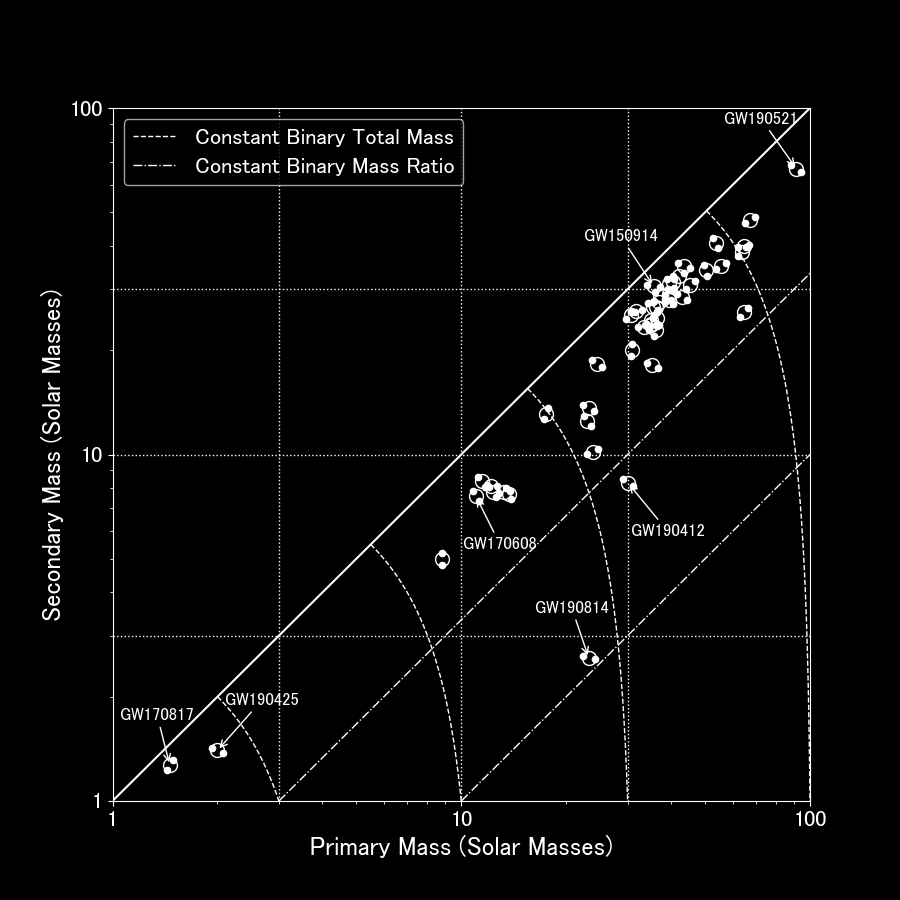 100
GW190521
Constant Binary Total Mass
Constant Binary Mass Ratio
GW150914
Secondary Mass (Solar Masses)
10
GW190412
GW170608
GW190814
GW190425
GW170817
1
1
10
100
Primary Mass (Solar Masses)